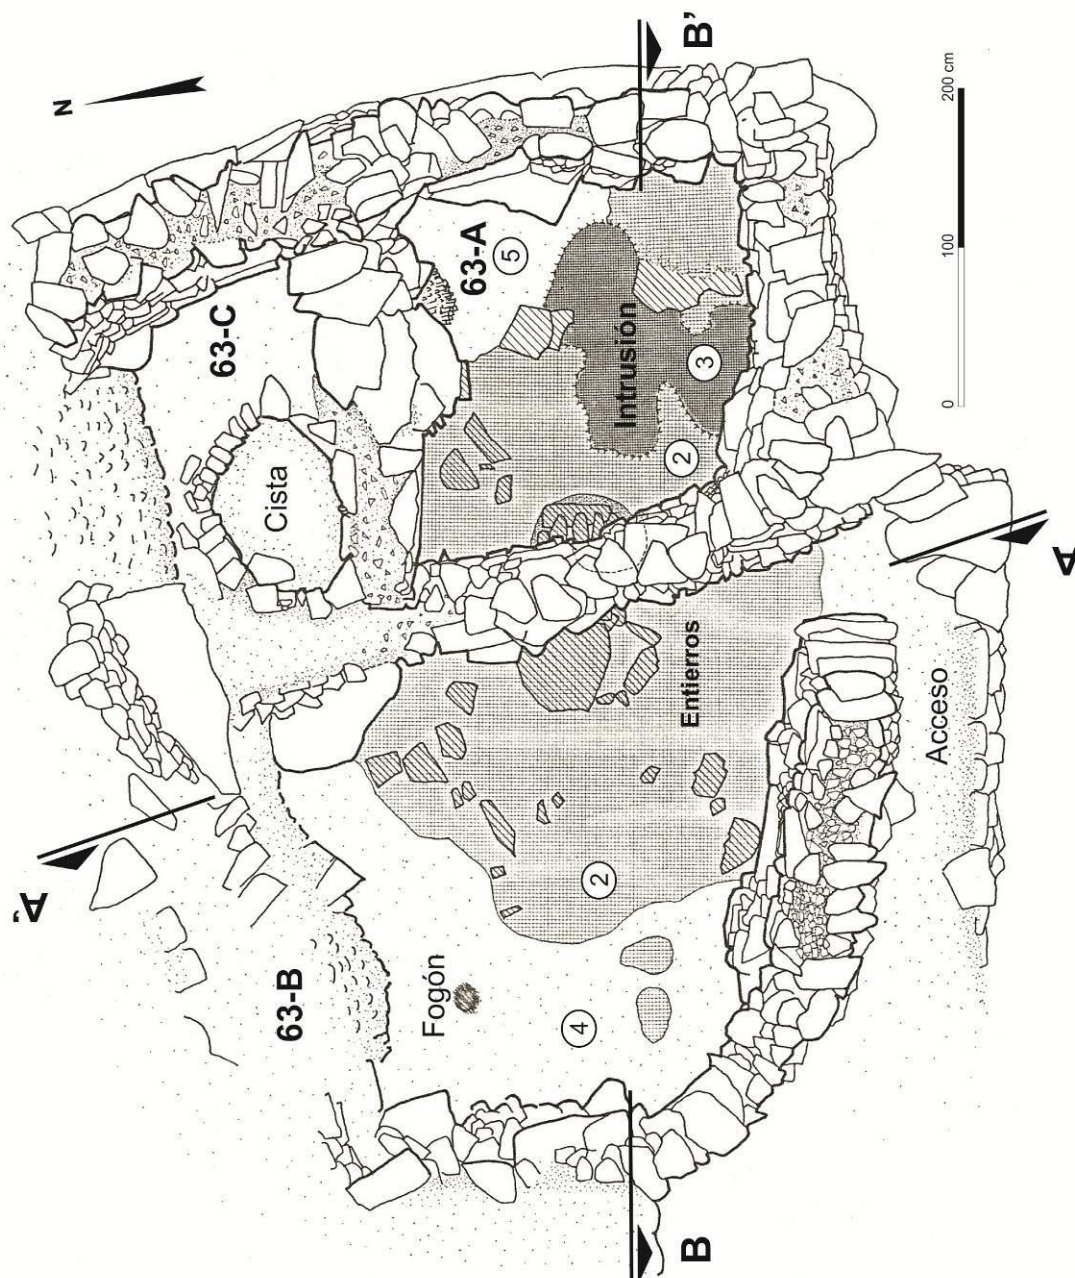 N
B'
200 cm
100
0
63-C
63-A
5
Cista
Intrusión
3
2
A
Entierros
Acceso
A'
2
63-B
Fogón
4
B